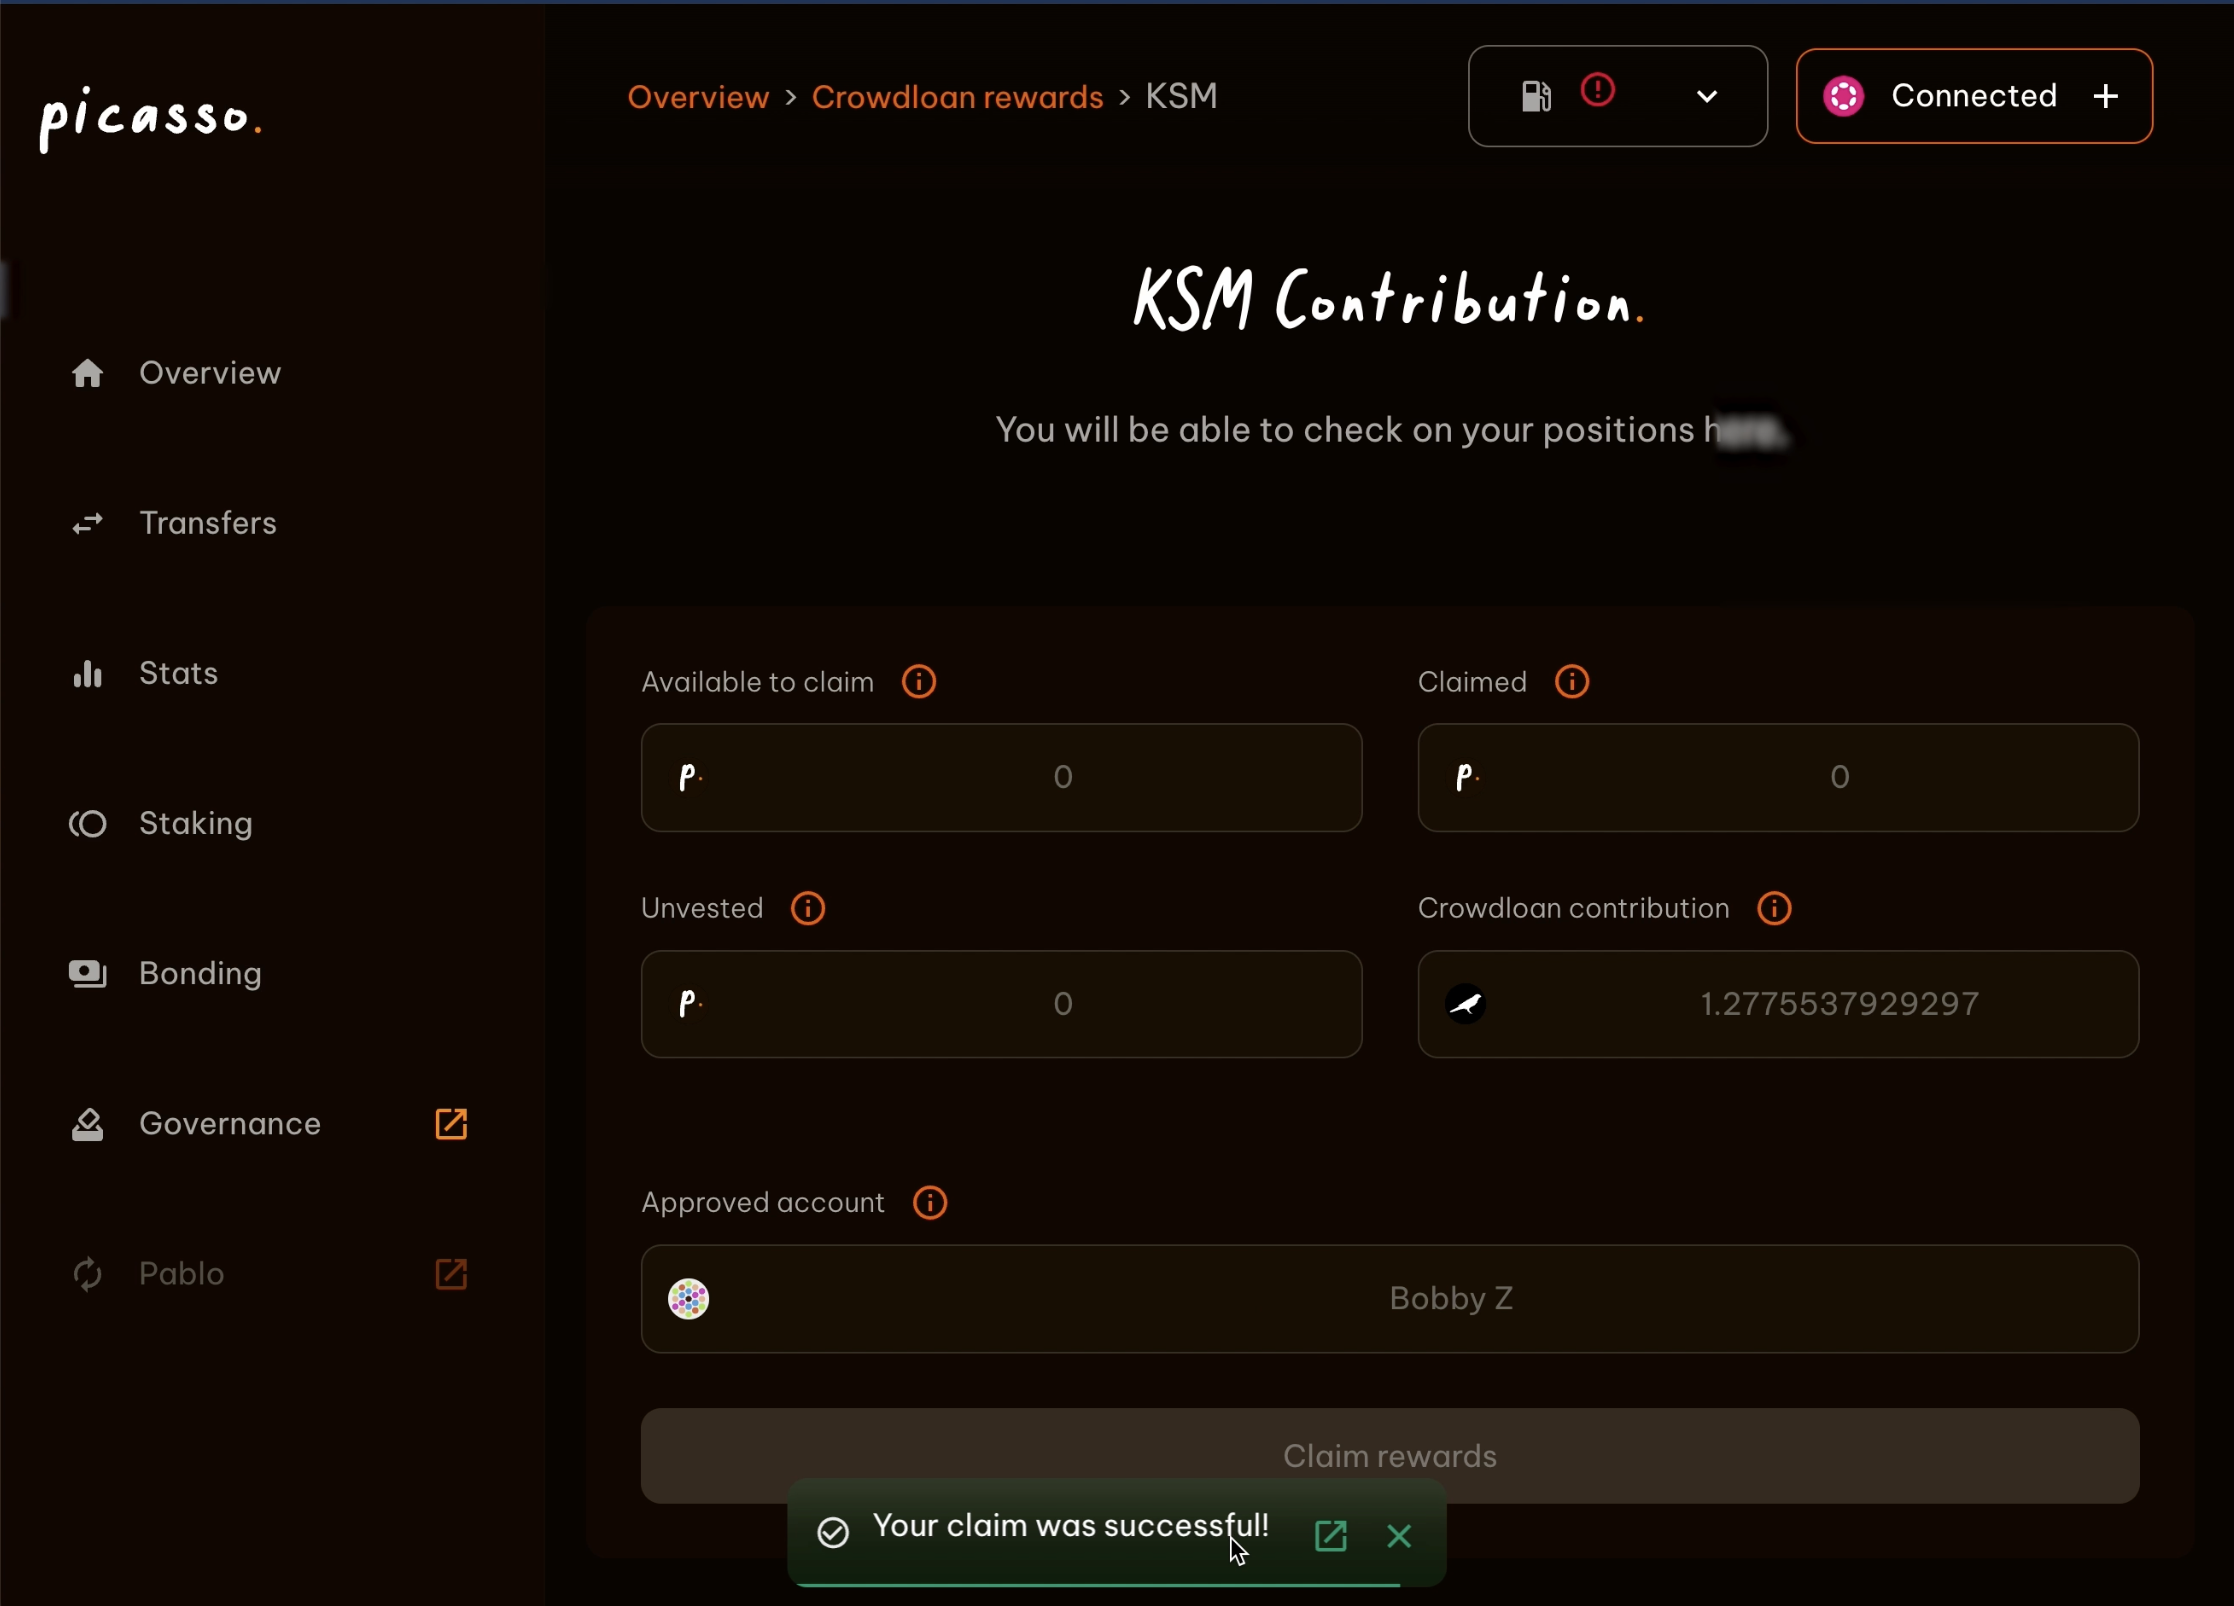 picasso.
Overview > Crowdloan rewards > KSM
Connected +
KSM Contribution.
You will be able to check on your positions
Overview
Transfers
Stats
Staking
Bonding
Governance
Pablo
Available to claim
p. 0
Claimed
p. 0
Unvested
p. 0
Crowdloan contribution
1.2775537929297
Approved account
Bobby Z
Claim rewards
Your claim was successful!